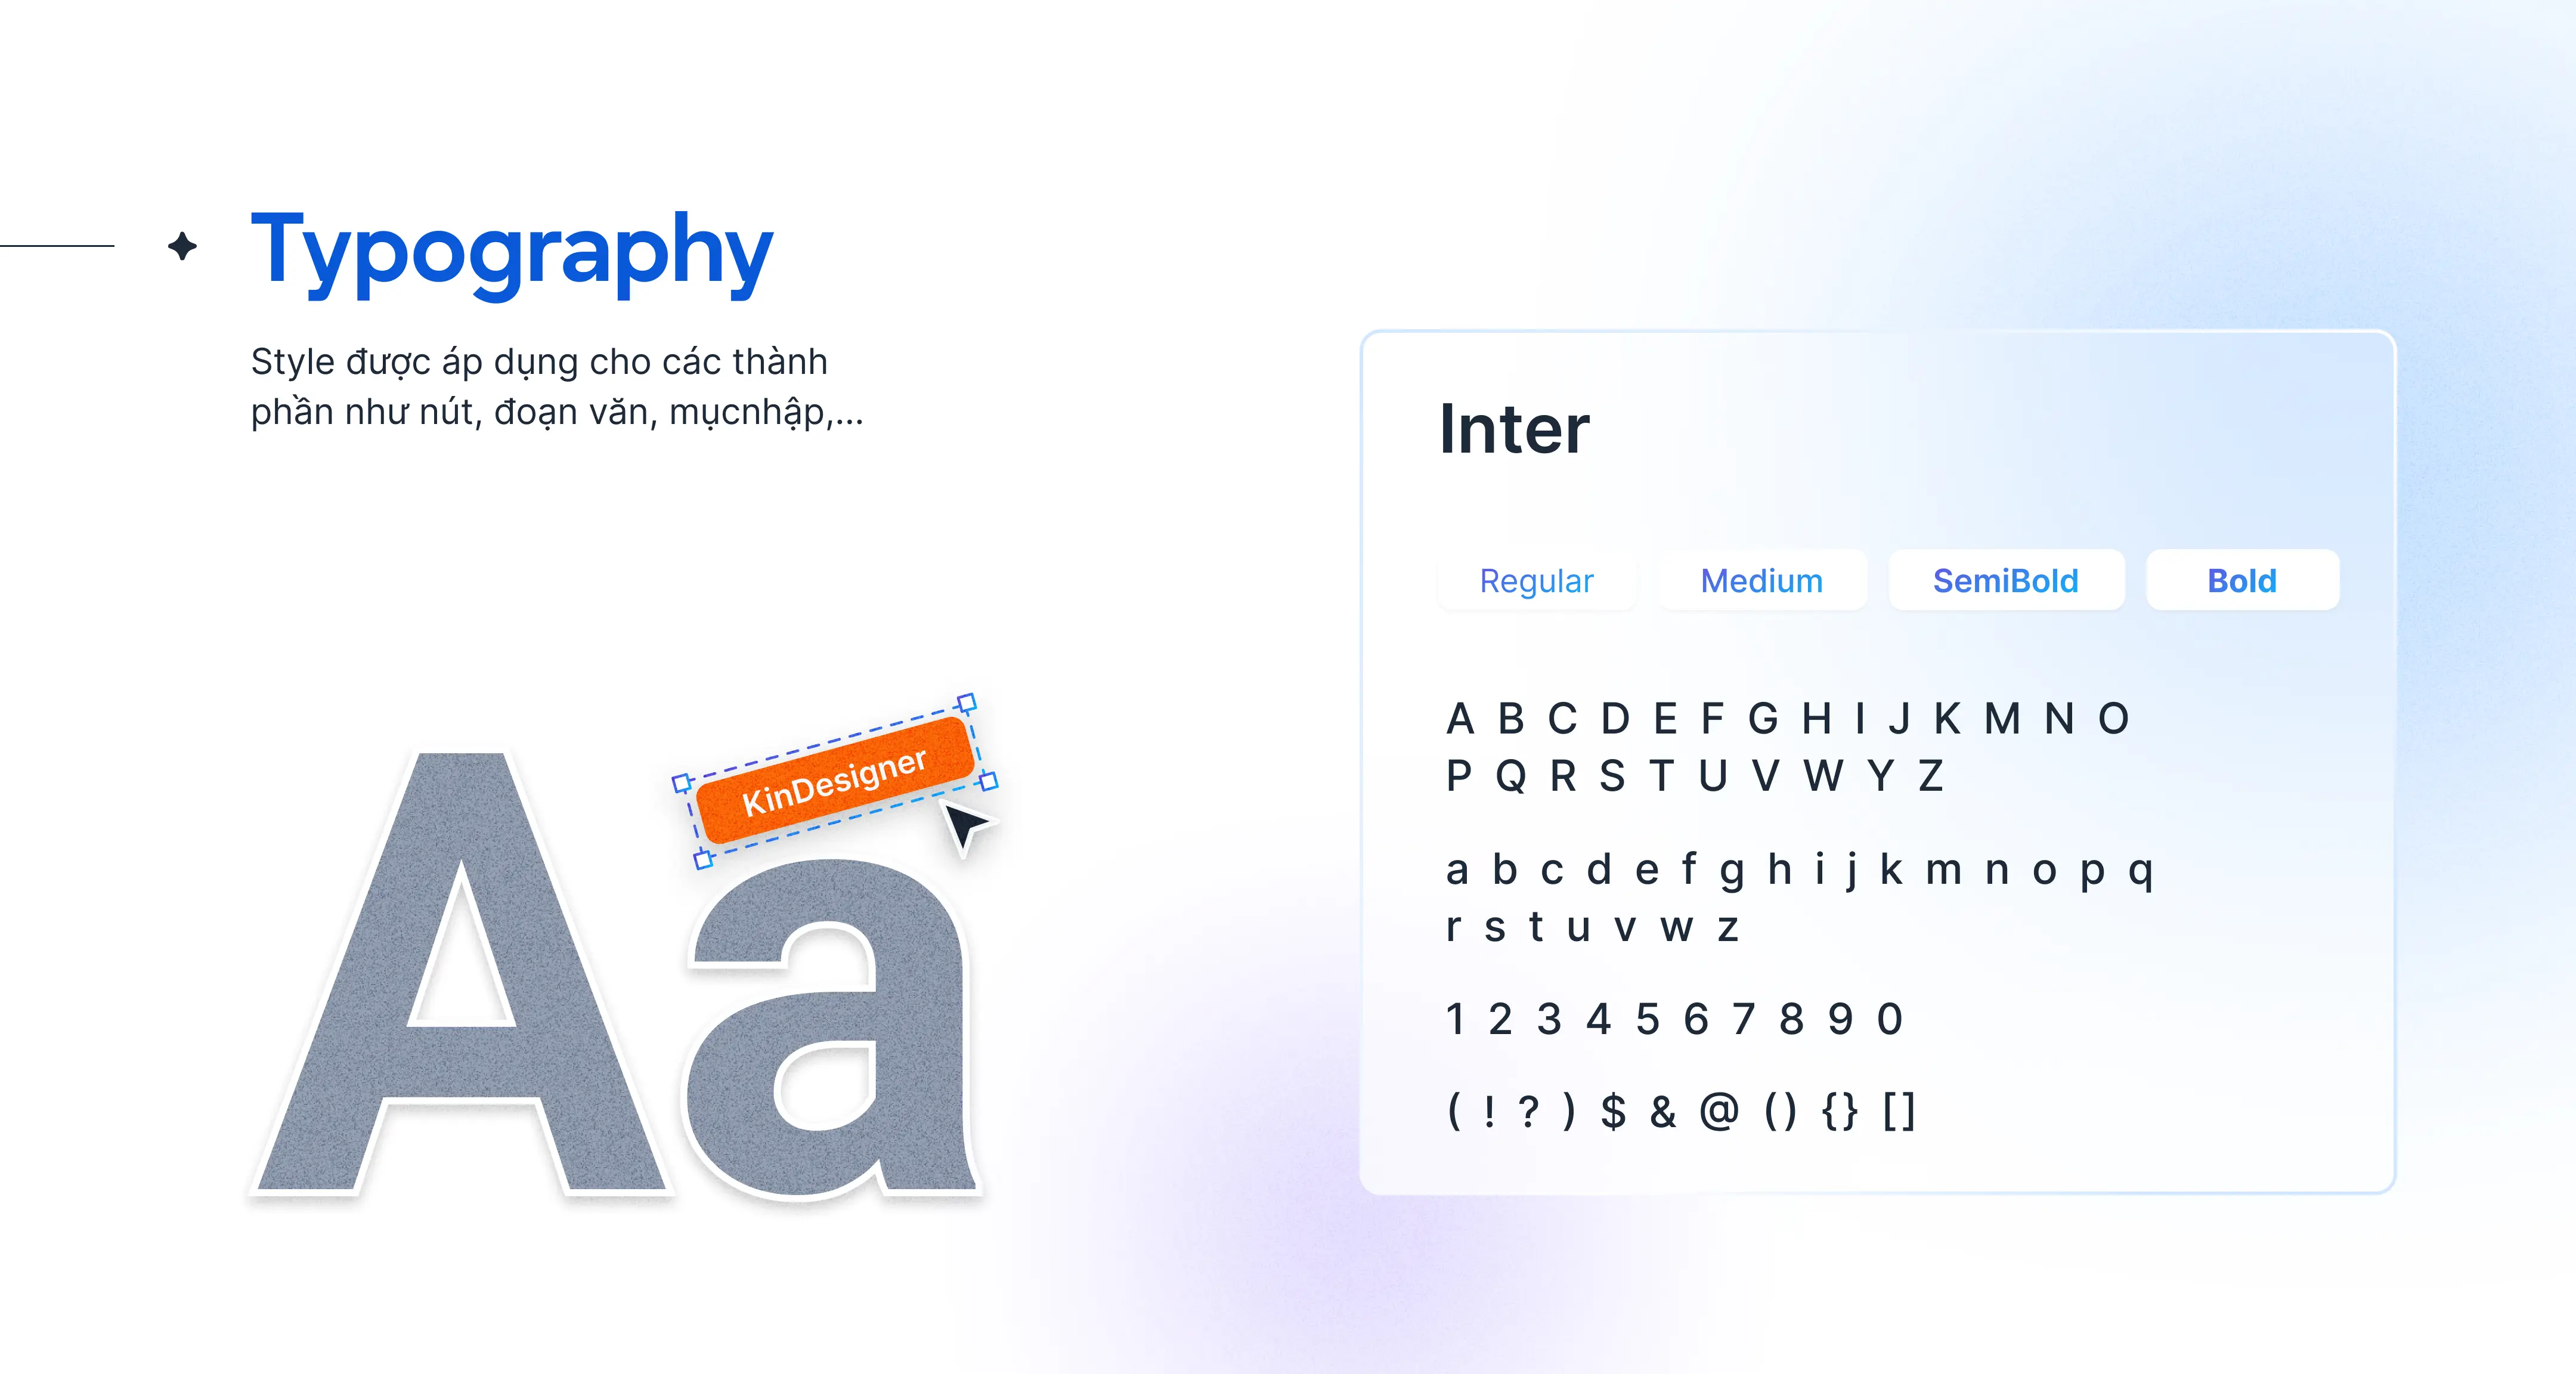 Typography
Style được áp dụng cho các thành
phần như nút, đoạn văn, mụcnhập,...
KinDesigner
Aa
Inter
Regular Medium SemiBold Bold
A B C D E F G H I J K M N O
P Q R S T U V W Y Z
a b c d e f g h i j k m n o p q
r s t u v w z
1 2 3 4 5 6 7 8 9 0
( ! ? ) $ & @ () {} []